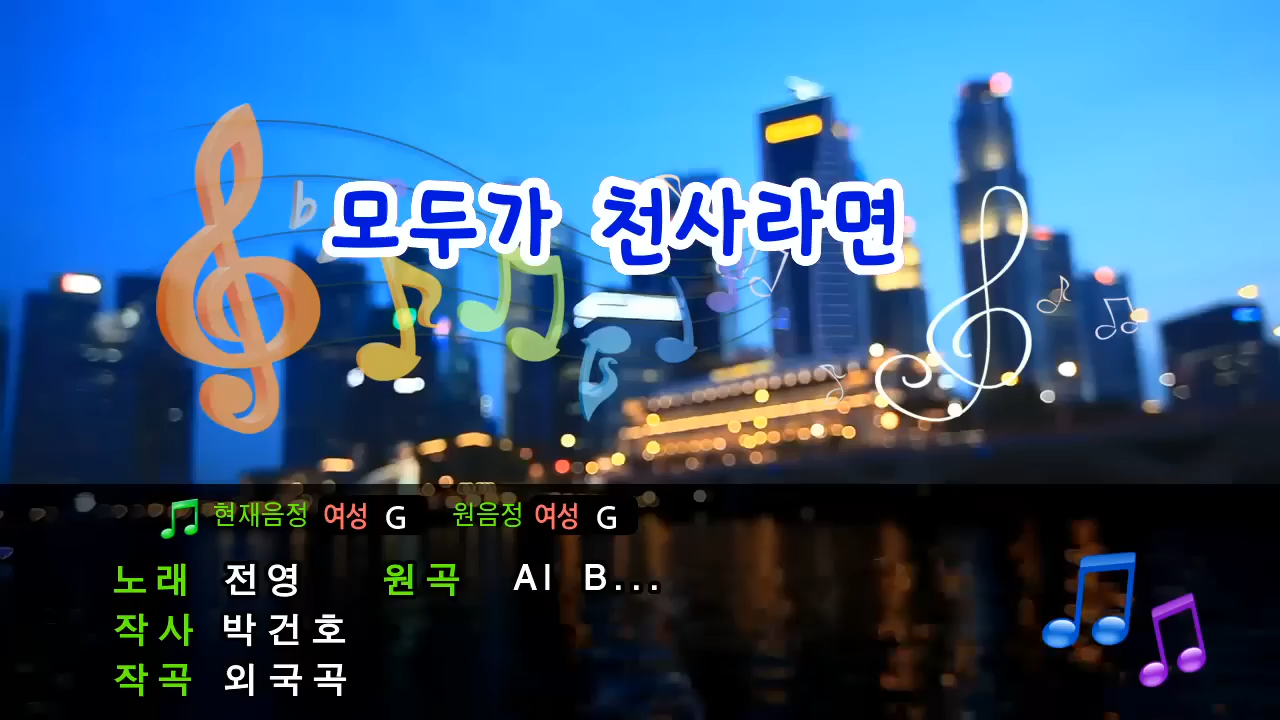 모두가 천사라면
현재음정 여성 G 원음정 여성 G
노래 전영 원곡 Al B...
작사 박건호
작곡 외국곡